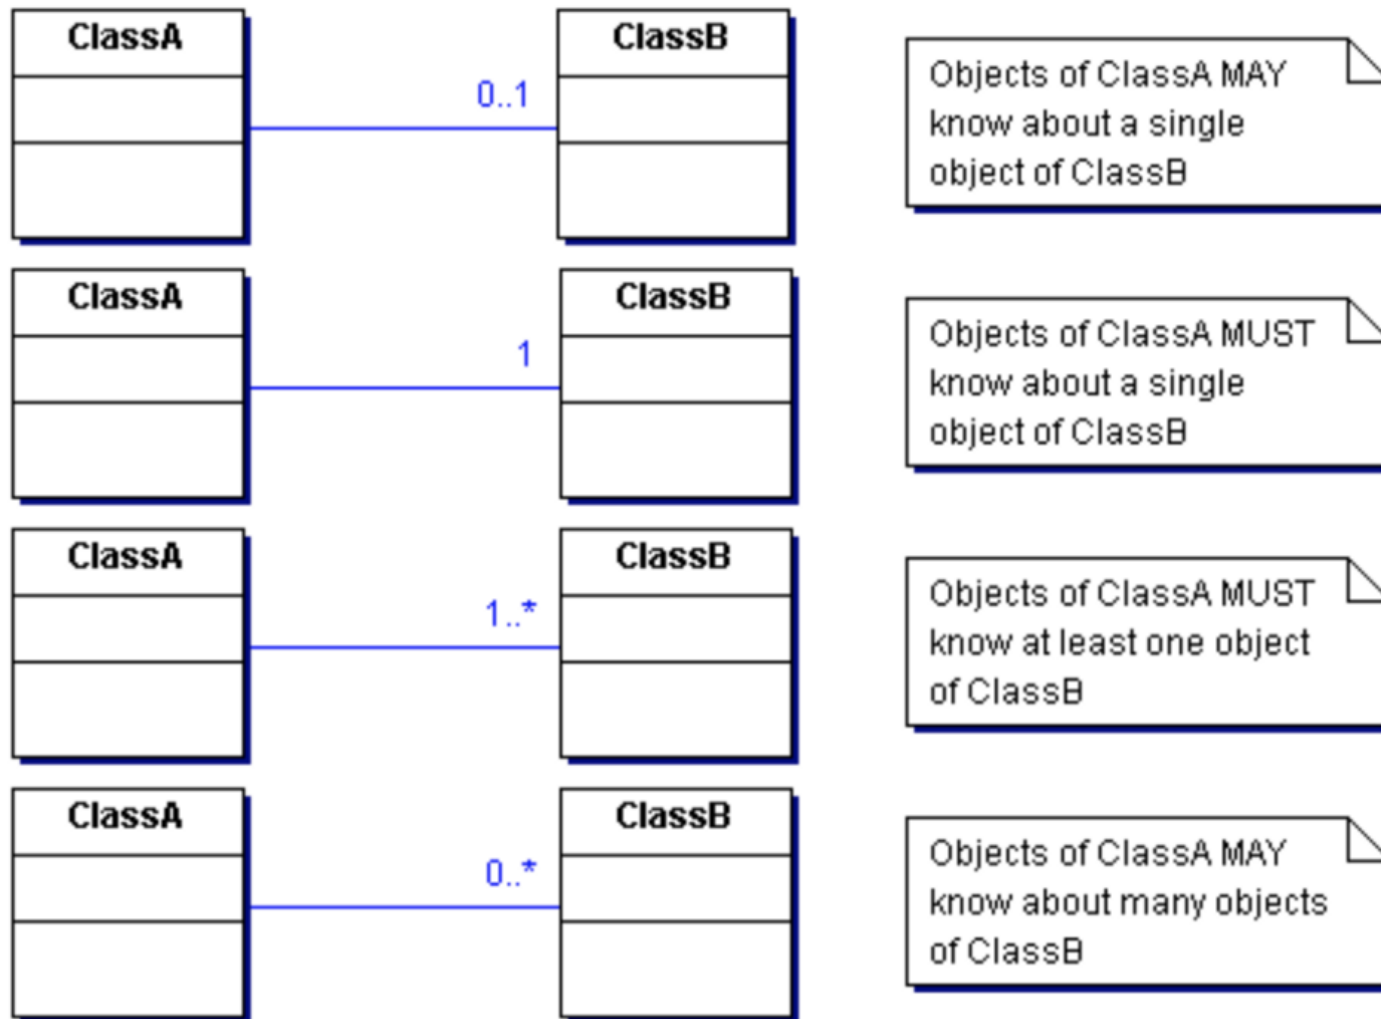 ClassA
ClassB
0..1
Objects of ClassA MAY
know about a single
object of ClassB
ClassA
ClassB
1
Objects of ClassA MUST
know about a single
object of ClassB
ClassA
ClassB
1..*
Objects of ClassA MUST
know at least one object
of ClassB
ClassA
ClassB
0..*
Objects of ClassA MAY
know about many objects
of ClassB